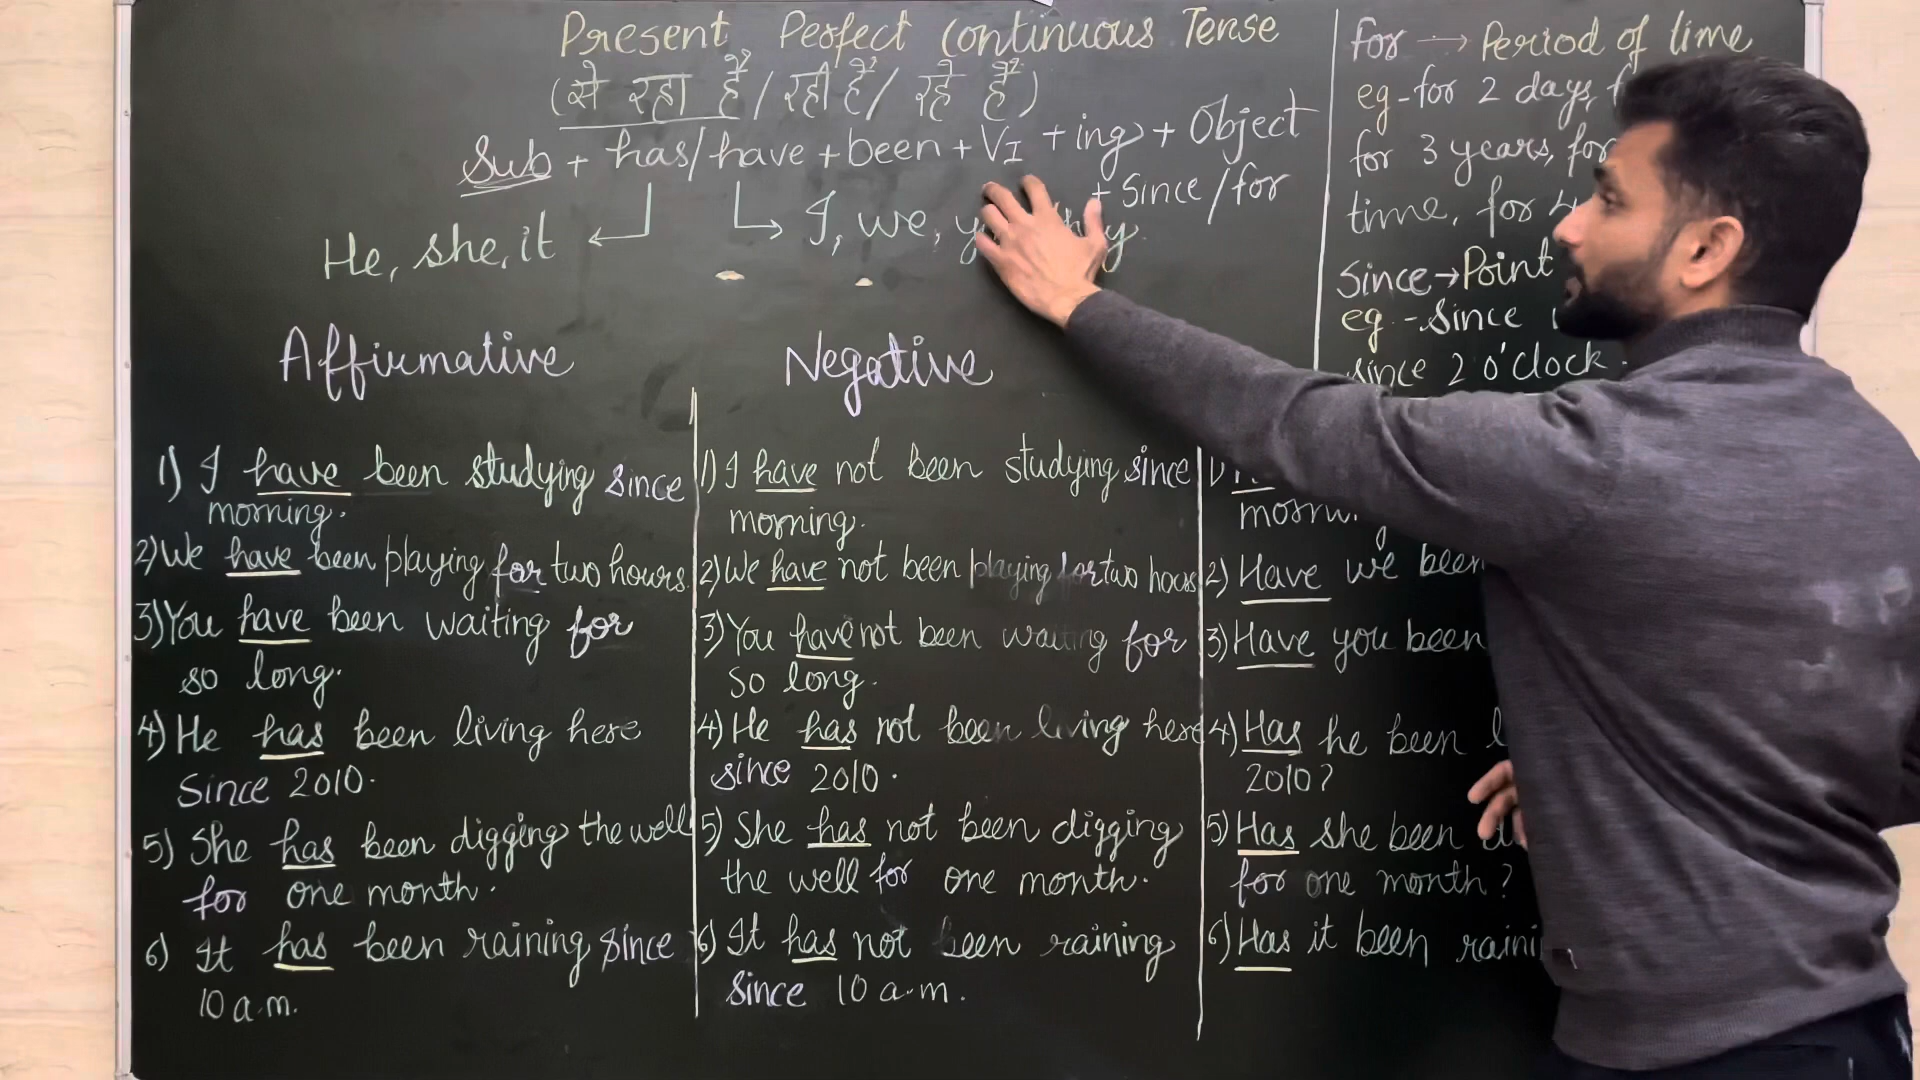 Present Perfect Continuous Tense
(से रहा है / रही है / रहे हैं)
Sub + has/have + been + VI + ing + Object
+ Since/for
He, she, it I, we,
for → Period of time
eg - for 2 days,
for 3 years, for
time, for
Since → Point
eg - Since
since 2 o'clock.
Affirmative
1) I have been studying since
morning.
2) We have been playing for two hours.
3) You have been waiting for
so long.
4) He has been living here
Since 2010.
5) She has been digging the well
for one month.
6) It has been raining since
10 a.m.
Negative
1) I have not been studying since
morning.
2) We have not been playing for two hours
3) You have not been waiting for
so long.
4) He has not been living here
since 2010.
5) She has not been digging
the well for one month.
6) It has not been raining
since 10 a.m.
1)
2) Have we been
3) Have you been
4) Has he been
2010?
5) Has she been
for one month?
6) Has it been